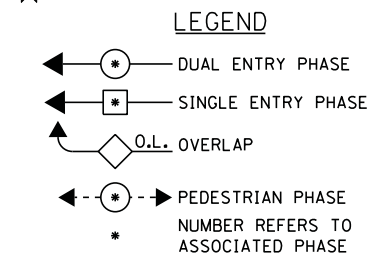 LEGEND
* DUAL ENTRY PHASE
* SINGLE ENTRY PHASE
O.L. OVERLAP
* PEDESTRIAN PHASE
NUMBER REFERS TO
* ASSOCIATED PHASE